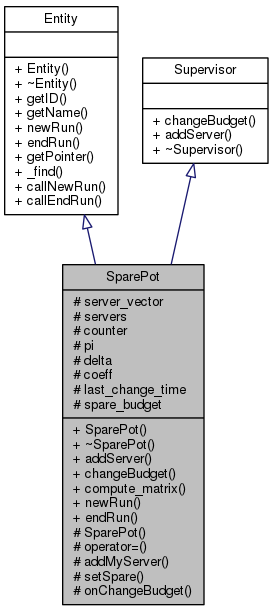 Entity
+ Entity()
+ ~Entity()
+ getID()
+ getName()
+ newRun()
+ endRun()
+ getPointer()
+ _find()
+ callNewRun()
+ callEndRun()
Supervisor
+ changeBudget()
+ addServer()
+ ~Supervisor()
SparePot
# server_vector
# servers
# counter
# pi
# delta
# coeff
# last_change_time
# spare_budget
+ SparePot()
+ ~SparePot()
+ addServer()
+ changeBudget()
+ compute_matrix()
+ newRun()
+ endRun()
# SparePot()
# operator=()
# addMyServer()
# setSpare()
# onChangeBudget()